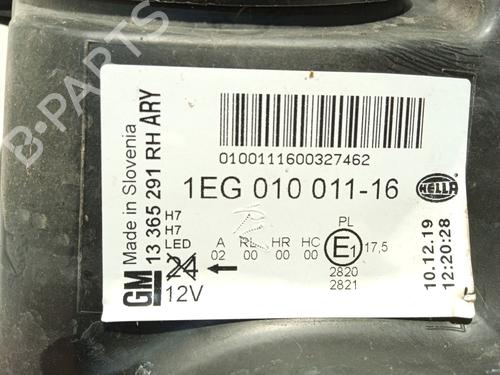 B-PARTS
0100111600327462
1EG 010 011-16
HELLA
GM
Made in Slovenia
13 365 291 RH ARY
H7
H7
LED
24
12V
A RL HR HC
02 00 00 00
PL
E1 17,5
2820
2821
10.12.19
12:20:28